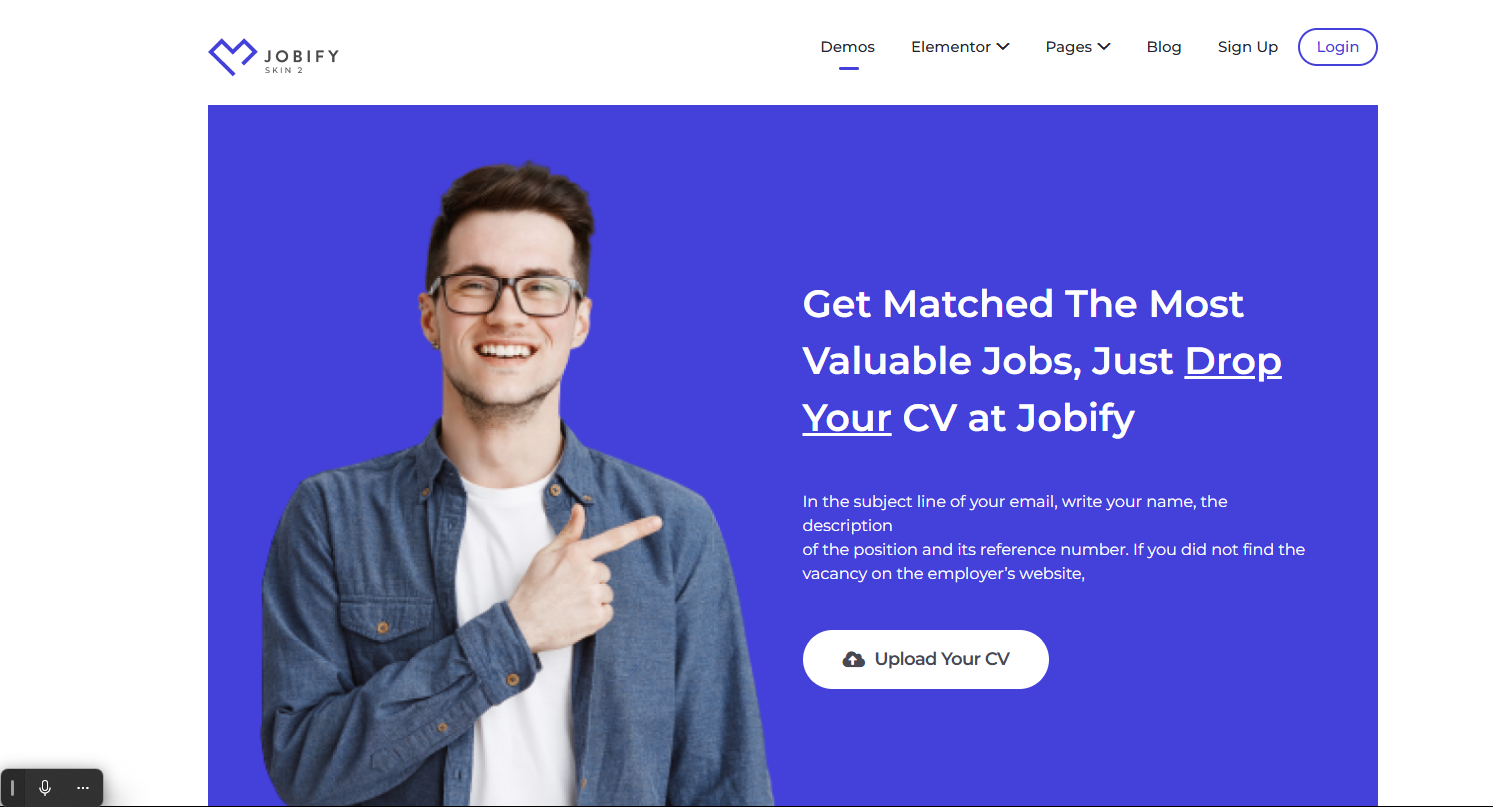 JOBIFY
SKIN 2
Demos
Elementor
Pages
Blog
Sign Up
Login
Get Matched The Most
Valuable Jobs, Just Drop
Your CV at Jobify
In the subject line of your email, write your name, the
description
of the position and its reference number. If you did not find the
vacancy on the employer’s website,
Upload Your CV